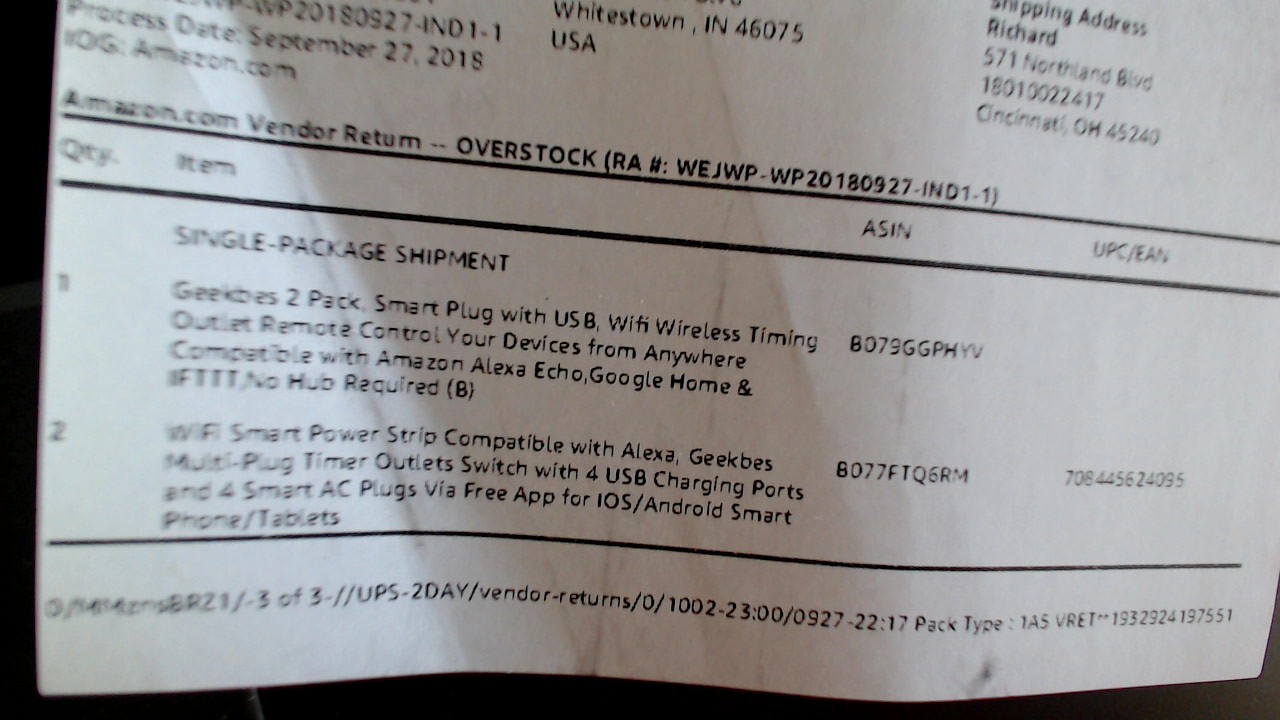 WP20180927-IND1-1
Process Date: September 27, 2018
IOG: Amazon.com
Whitestown , IN 46075
USA
Shipping Address
Richard
571 Northland Blvd
18010022417
Cincinnati, OH 45240
Amazon.com Vendor Return -- OVERSTOCK (RA #: WEJWP-WP20180927-IND1-1)
Qty. Item ASIN UPC/EAN
SINGLE-PACKAGE SHIPMENT
1 Geekbes 2 Pack, Smart Plug with USB, Wifi Wireless Timing
Outlet Remote Control Your Devices from Anywhere B079GGPHYV
Compatible with Amazon Alexa Echo,Google Home &
IFTTT,No Hub Required (B)
2 WiFi Smart Power Strip Compatible with Alexa, Geekbes
Multi-Plug Timer Outlets Switch with 4 USB Charging Ports B077FTQ6RM 708445624095
and 4 Smart AC Plugs Via Free App for IOS/Android Smart
Phone/Tablets
-3 of 3-//UPS-2DAY/vendor-returns/0/1002-23:00/0927-22:17 Pack Type : 1A5 VRET**1932924197551